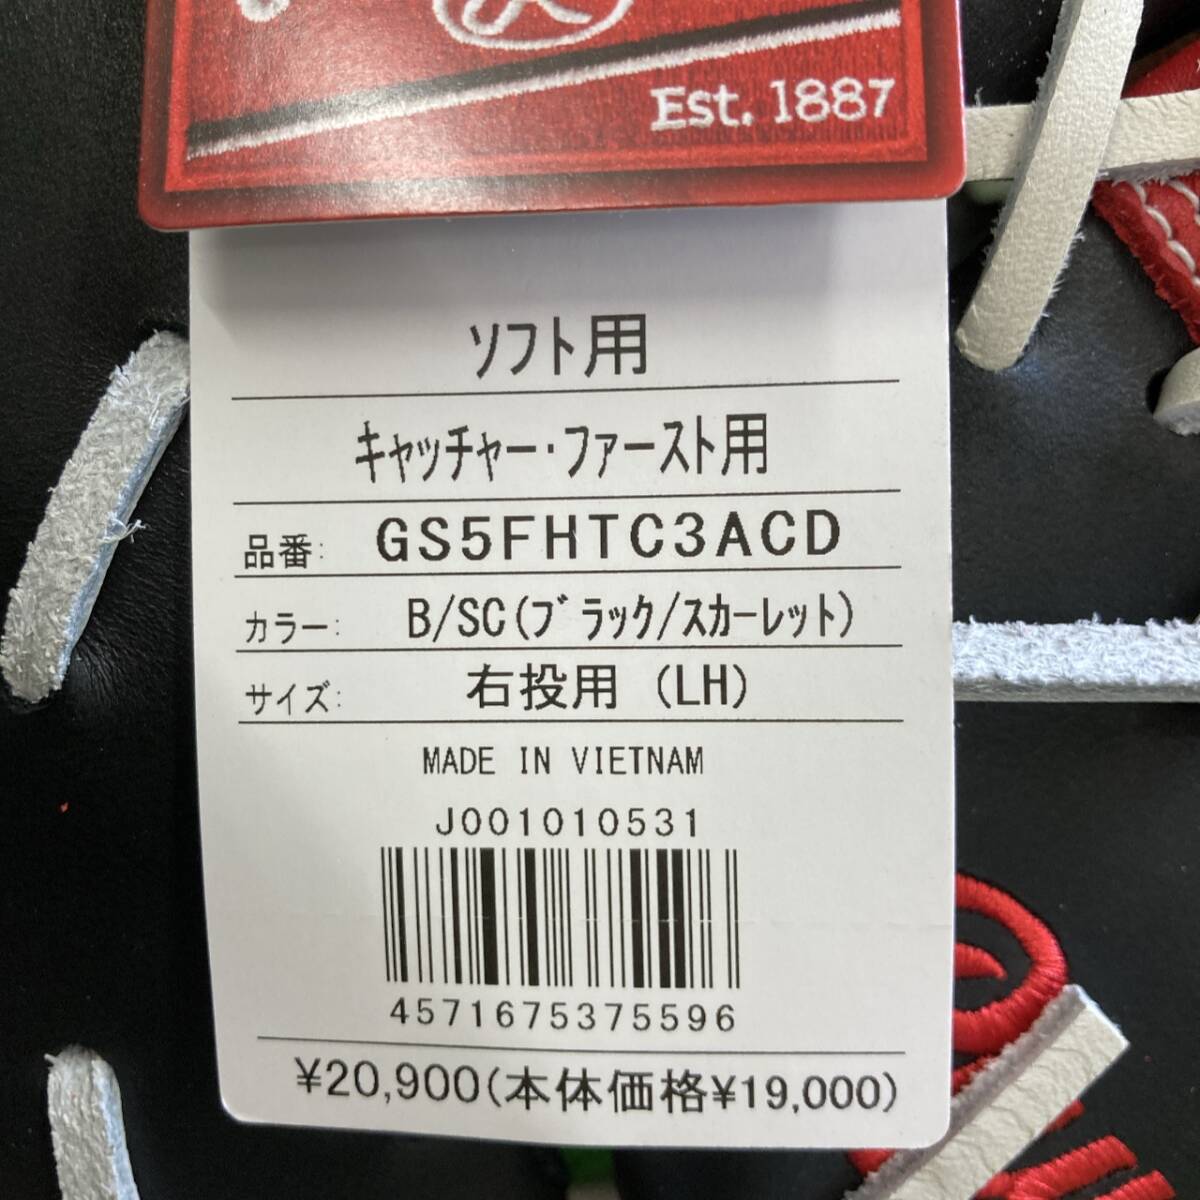 Est. 1887
ソフト用
キャッチャー・ファースト用
品番: GS5FHTC3ACD
カラー: B/SC(ブラック/スカーレット)
サイズ: 右投用 (LH)
MADE IN VIETNAM
J001010531
4571675375596
¥20,900(本体価格¥19,000)